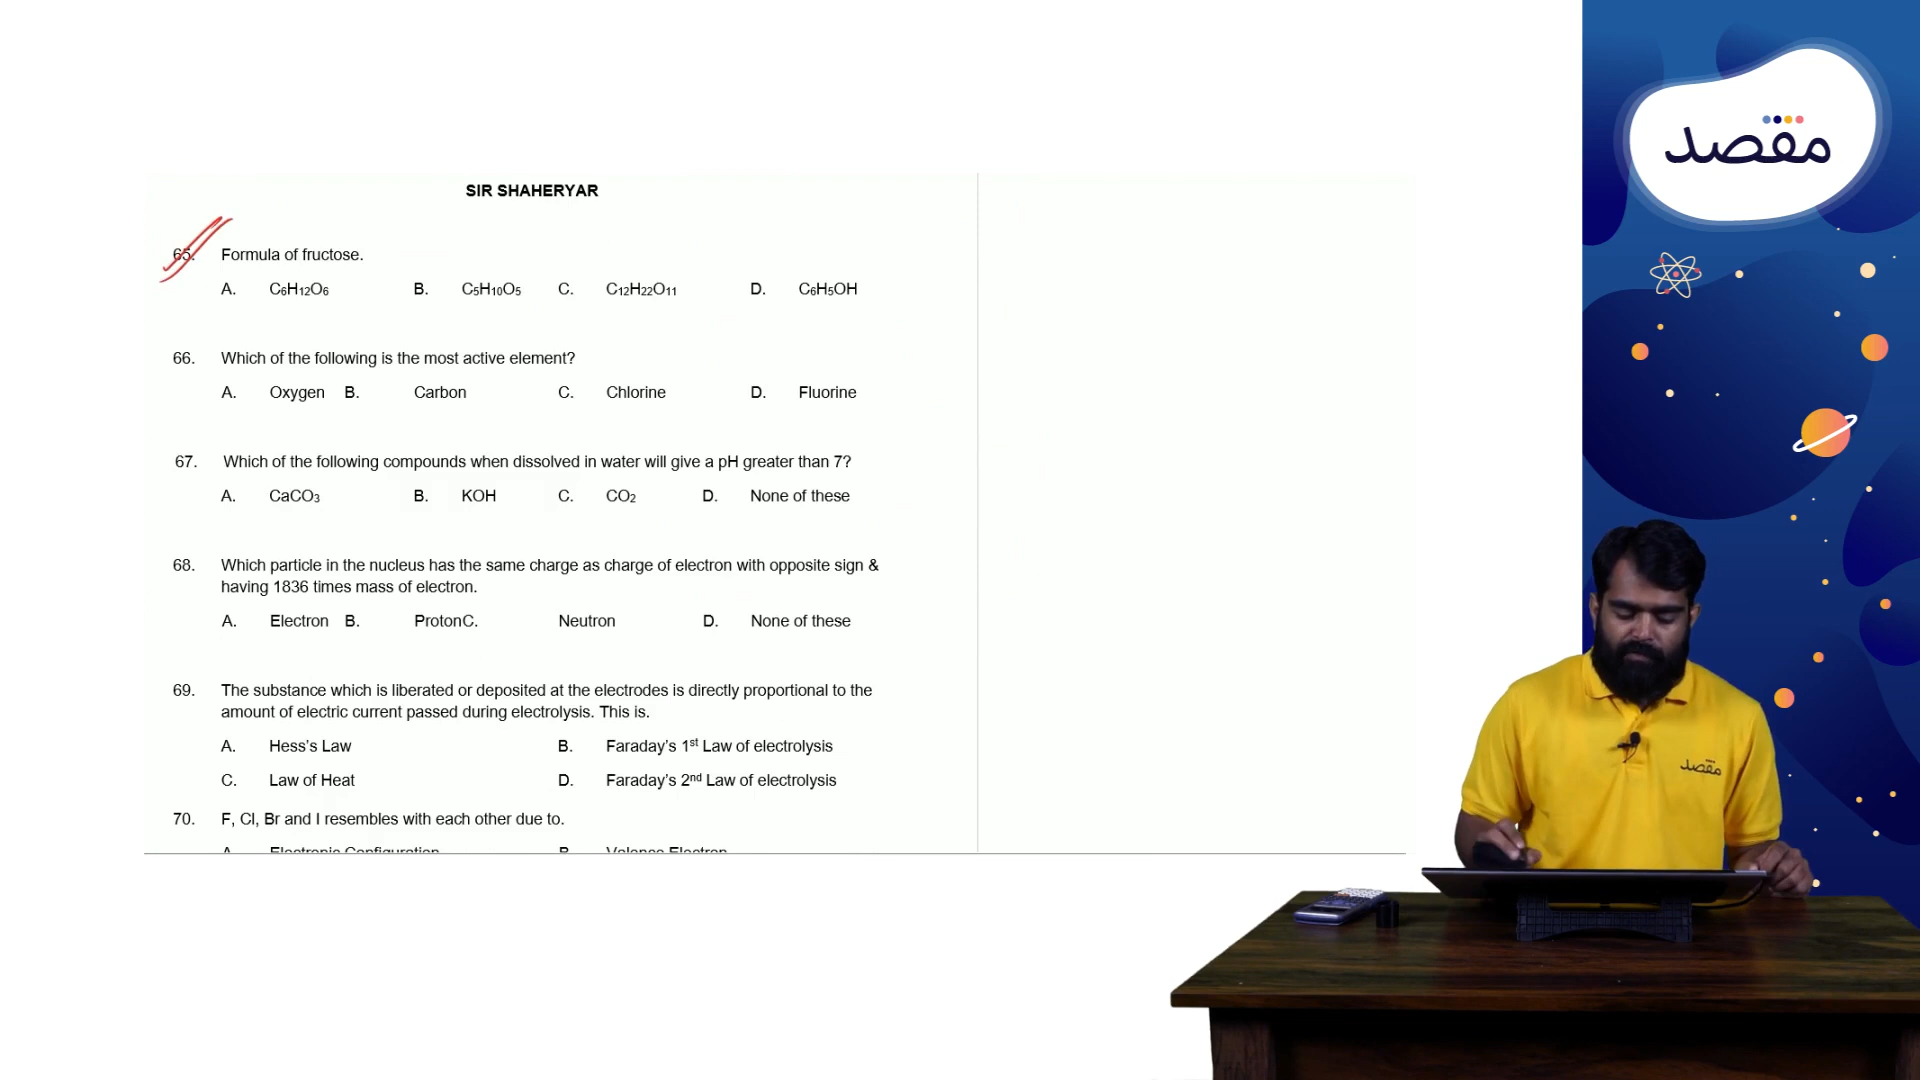 مقصد
SIR SHAHERYAR
65. Formula of fructose.
A. C₆H₁₂O₆ B. C₅H₁₀O₅ C. C₁₂H₂₂O₁₁ D. C₆H₅OH
66. Which of the following is the most active element?
A. Oxygen B. Carbon C. Chlorine D. Fluorine
67. Which of the following compounds when dissolved in water will give a pH greater than 7?
A. CaCO₃ B. KOH C. CO₂ D. None of these
68. Which particle in the nucleus has the same charge as charge of electron with opposite sign &
having 1836 times mass of electron.
A. Electron B. ProtonC. Neutron D. None of these
69. The substance which is liberated or deposited at the electrodes is directly proportional to the
amount of electric current passed during electrolysis. This is.
A. Hess’s Law B. Faraday’s 1ˢᵗ Law of electrolysis
C. Law of Heat D. Faraday’s 2ⁿᵈ Law of electrolysis
70. F, Cl, Br and I resembles with each other due to.
A. Electronic Configuration B. Valence Electron
مقصد